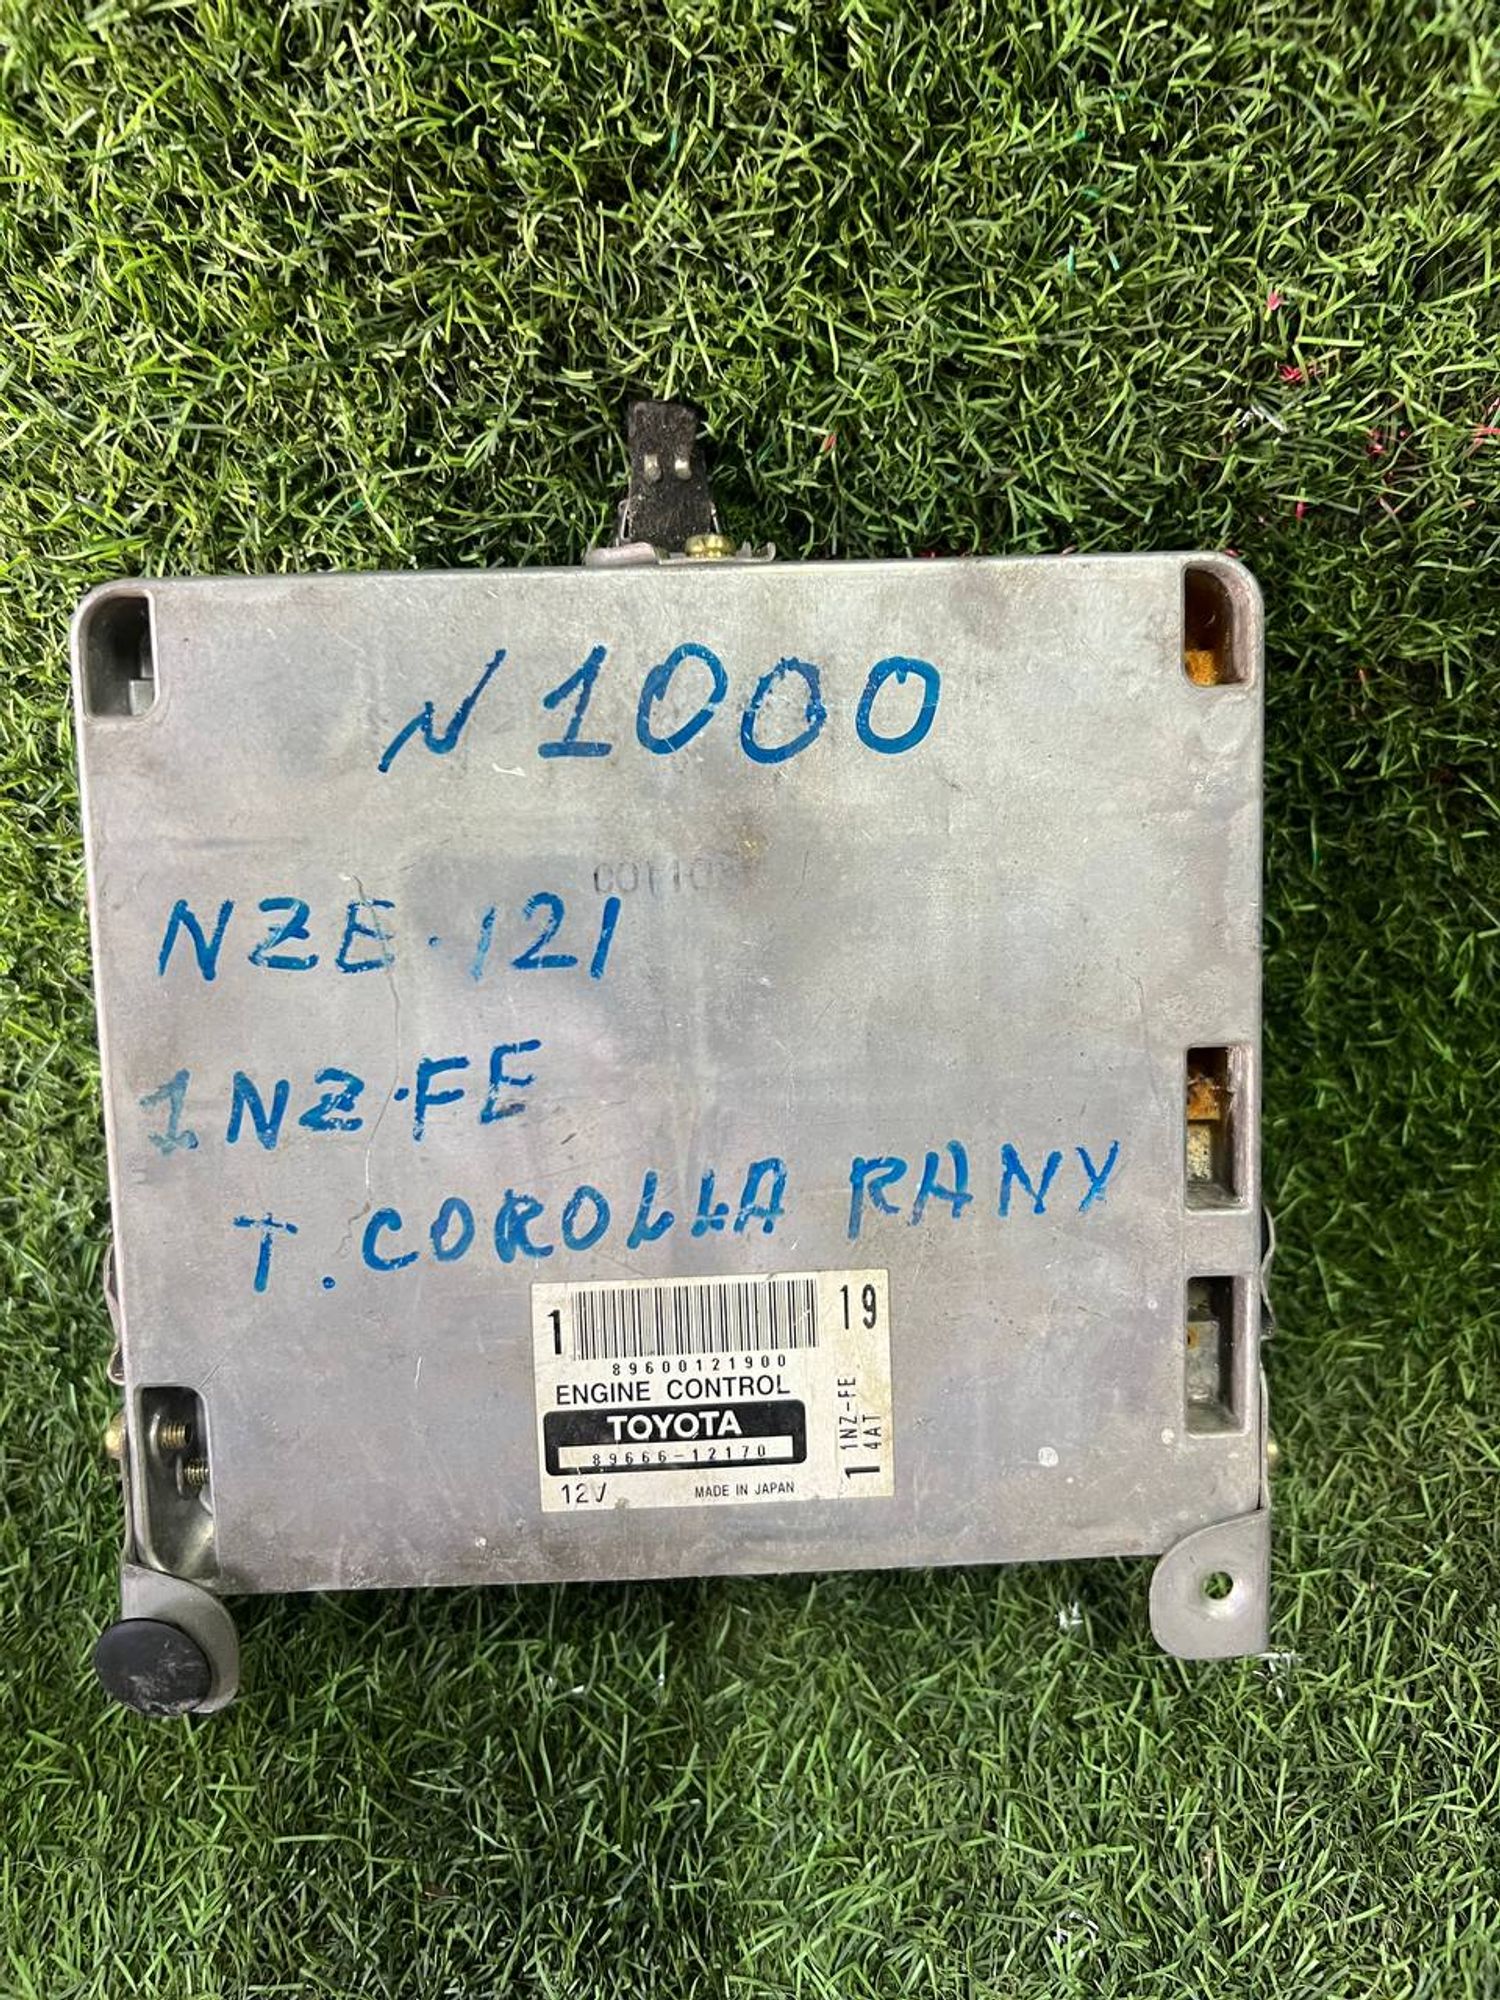 N 1000
NZE·121
1NZ·FE
T. COROLLA RANY
1
19
89600121900
ENGINE CONTROL
TOYOTA
89666-12170
12V
MADE IN JAPAN
1
1NZ-FE
4AT